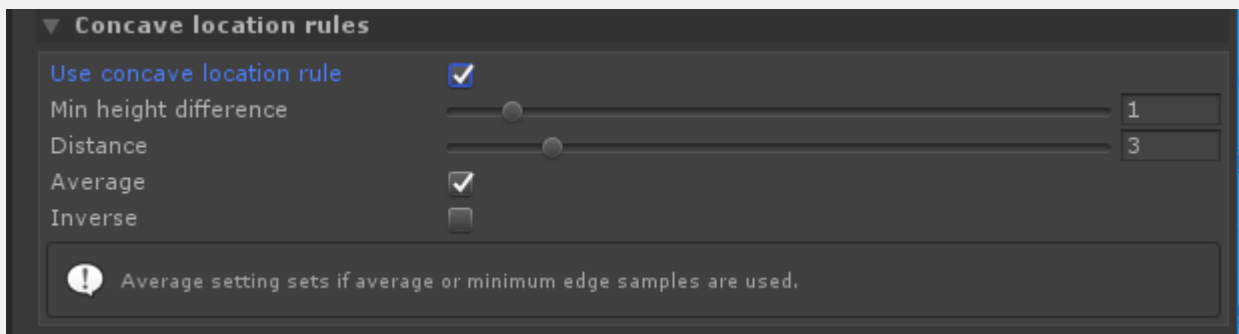 Concave location rules
Use concave location rule
Min height difference 1
Distance 3
Average
Inverse
Average setting sets if average or minimum edge samples are used.